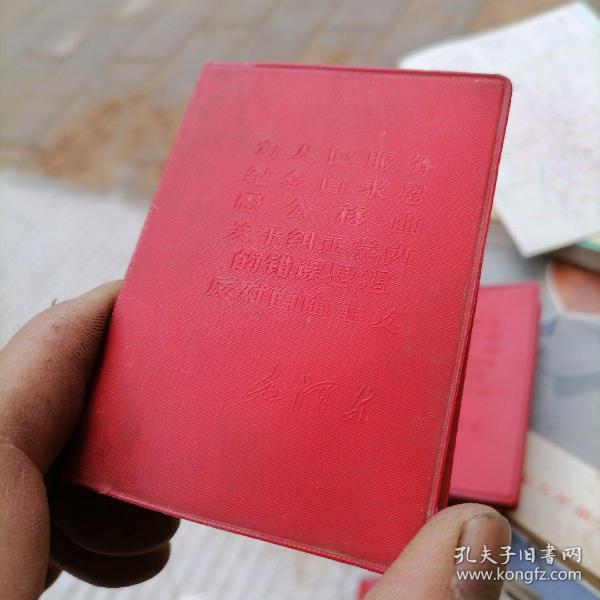 为人民服务
纪念白求恩
愚公移山
关于纠正党内
的错误思想
反对自由主义
毛泽东
孔夫子旧书网
www.kongfz.com